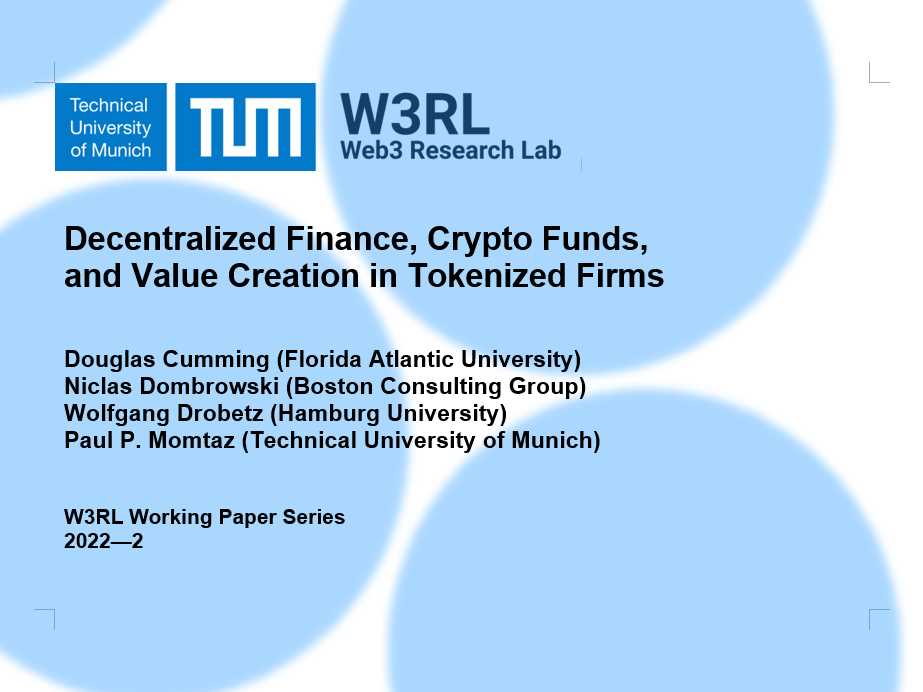 Technical
University
of Munich
TUM
W3RL
Web3 Research Lab
Decentralized Finance, Crypto Funds,
and Value Creation in Tokenized Firms
Douglas Cumming (Florida Atlantic University)
Niclas Dombrowski (Boston Consulting Group)
Wolfgang Drobetz (Hamburg University)
Paul P. Momtaz (Technical University of Munich)
W3RL Working Paper Series
2022—2